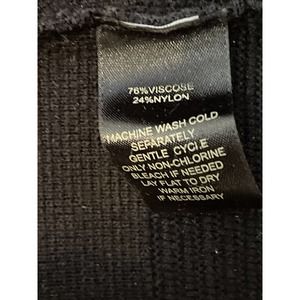 76%VISCOSE
24%NYLON
MACHINE WASH COLD
SEPARATELY
GENTLE CYCLE
ONLY NON-CHLORINE
BLEACH IF NEEDED
LAY FLAT TO DRY
WARM IRON
IF NECESSARY